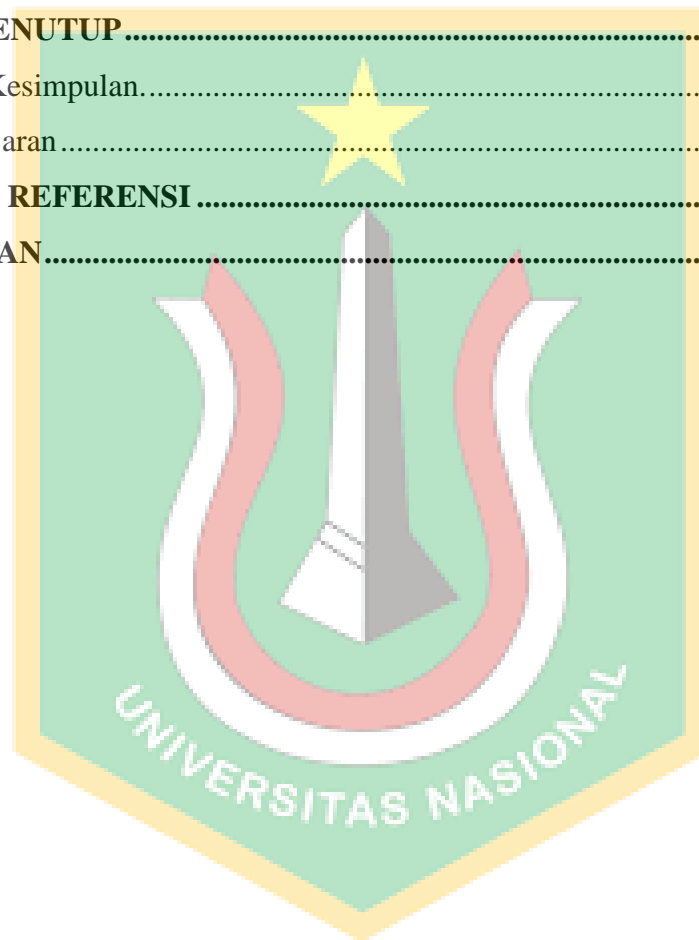 ENUTUP........................................................................
Kesimpulan.......................................................................
aran...............................................................................
REFERENSI................................................................
AN...............................................................................
UNIVERSITAS NASIONAL